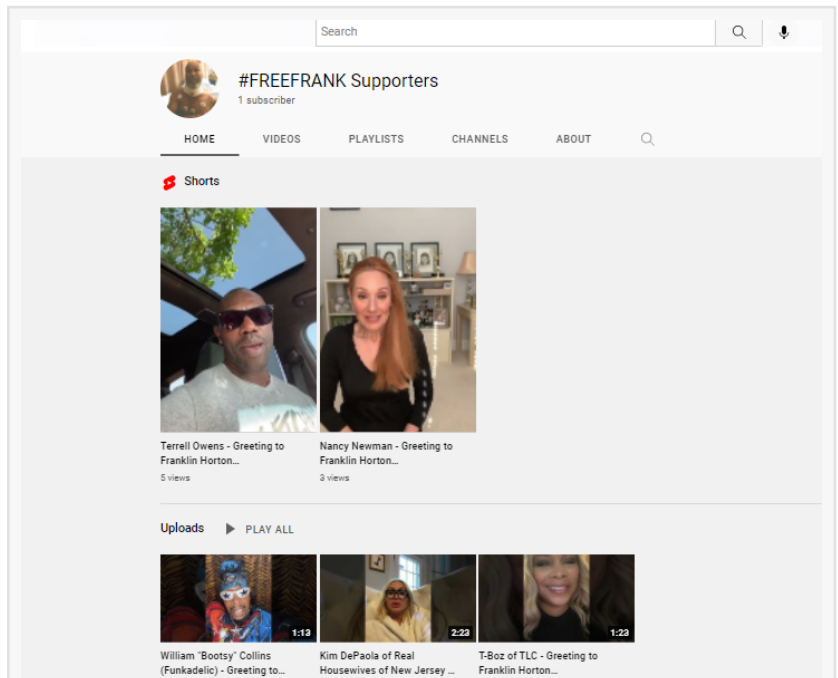 Search
#FREEFRANK Supporters
1 subscriber
HOME VIDEOS PLAYLISTS CHANNELS ABOUT
Shorts
Terrell Owens - Greeting to
Franklin Horton...
5 views
Nancy Newman - Greeting to
Franklin Horton...
3 views
Uploads PLAY ALL
1:13
2:23
1:23
William "Bootsy" Collins
(Funkadelic) - Greeting to...
Kim DePaola of Real
Housewives of New Jersey ...
T-Boz of TLC - Greeting to
Franklin Horton...